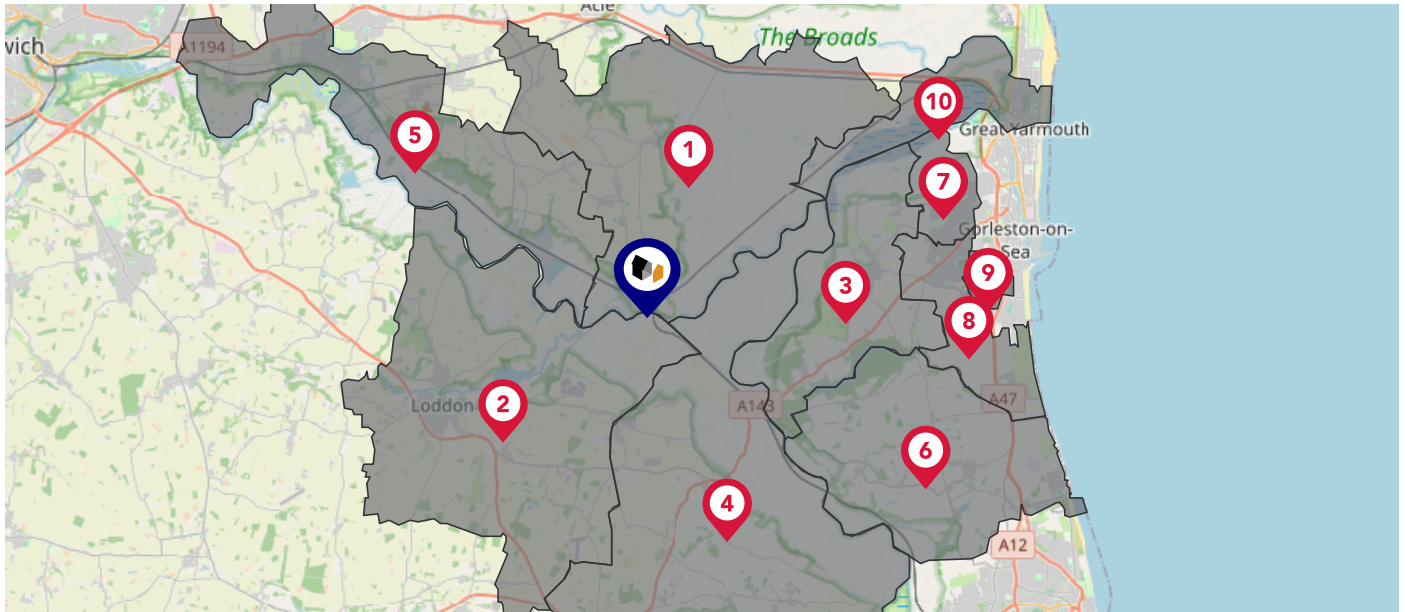 Acle
wich
A1194
The Broads
10
Great Yarmouth
5
1
7
Gorleston-on-
Sea
9
3
8
A47
Loddon
2
A143
6
4
A12